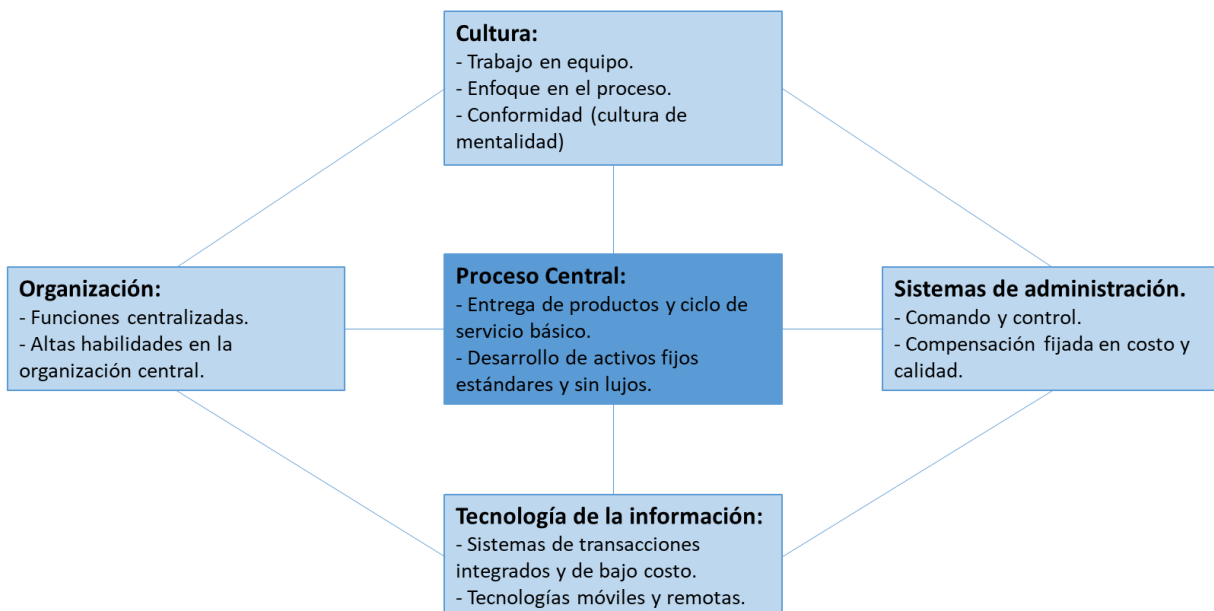 Cultura:
- Trabajo en equipo.
- Enfoque en el proceso.
- Conformidad (cultura de
mentalidad)
Organización:
- Funciones centralizadas.
- Altas habilidades en la
organización central.
Proceso Central:
- Entrega de productos y ciclo de
servicio básico.
- Desarrollo de activos fijos
estándares y sin lujos.
Sistemas de administración.
- Comando y control.
- Compensación fijada en costo y
calidad.
Tecnología de la información:
- Sistemas de transacciones
integrados y de bajo costo.
- Tecnologías móviles y remotas.